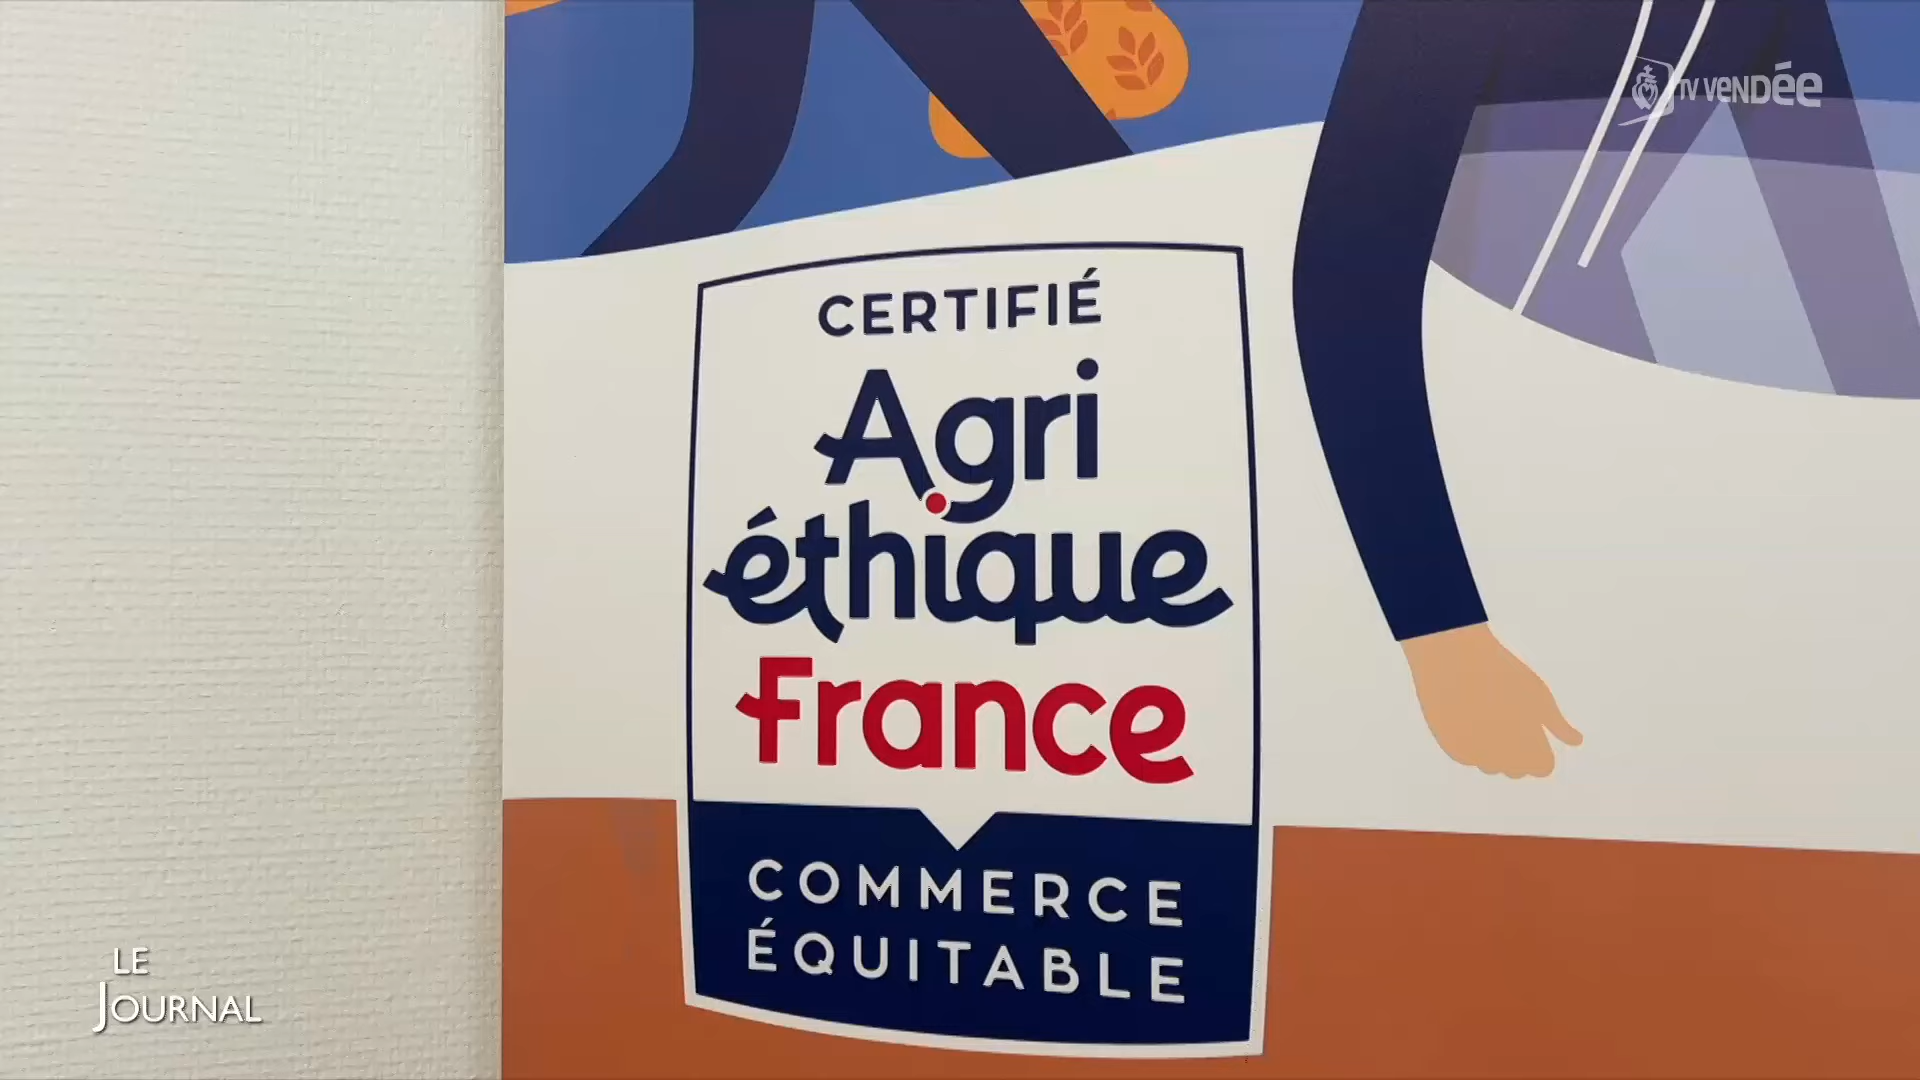 TV VENDÉE
CERTIFIÉ
Agri
éthique
France
COMMERCE
ÉQUITABLE
LE
JOURNAL